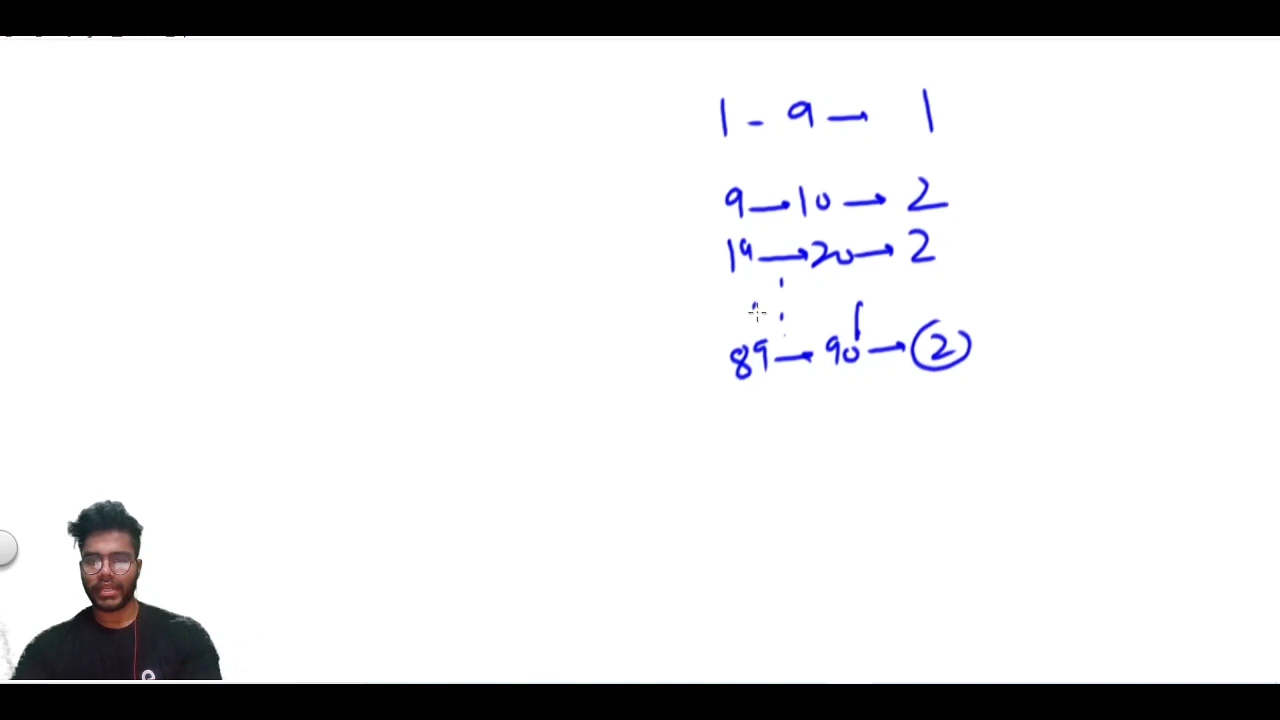 1 - 9 → 1
9 → 10 → 2
19 → 20 → 2
89 → 90 → 2